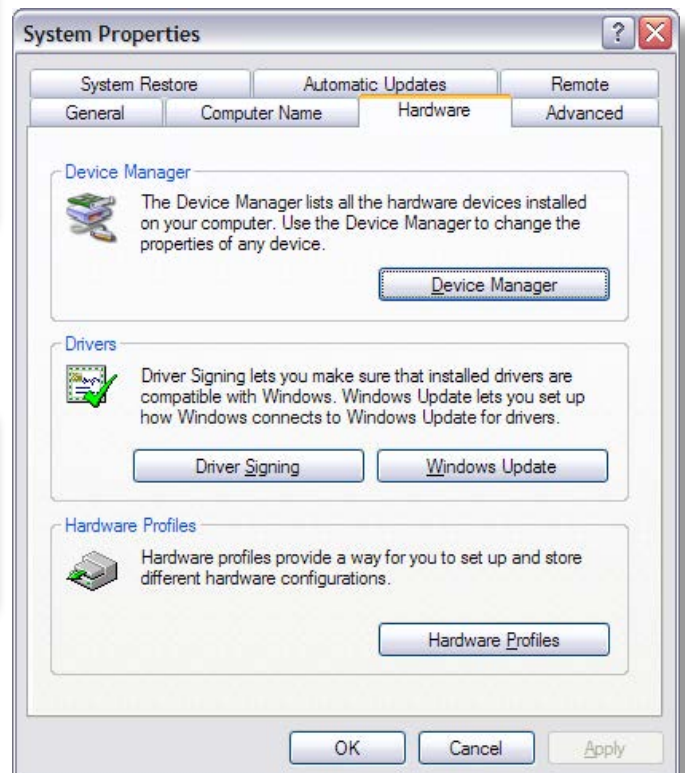 System Properties
System Restore Automatic Updates Remote
General Computer Name Hardware Advanced
Device Manager
The Device Manager lists all the hardware devices installed
on your computer. Use the Device Manager to change the
properties of any device.
Device Manager
Drivers
Driver Signing lets you make sure that installed drivers are
compatible with Windows. Windows Update lets you set up
how Windows connects to Windows Update for drivers.
Driver Signing Windows Update
Hardware Profiles
Hardware profiles provide a way for you to set up and store
different hardware configurations.
Hardware Profiles
OK Cancel Apply